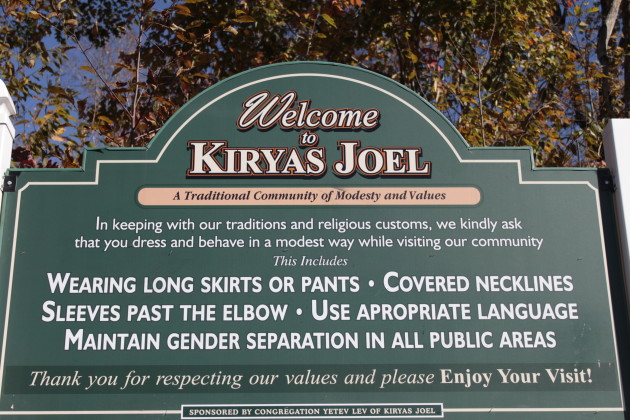 Welcome
to
KIRYAS JOEL
A Traditional Community of Modesty and Values
In keeping with our traditions and religious customs, we kindly ask
that you dress and behave in a modest way while visiting our community
This Includes
WEARING LONG SKIRTS OR PANTS • COVERED NECKLINES
SLEEVES PAST THE ELBOW • USE APROPRIATE LANGUAGE
MAINTAIN GENDER SEPARATION IN ALL PUBLIC AREAS
Thank you for respecting our values and please Enjoy Your Visit!
SPONSORED BY CONGREGATION YETEV LEV OF KIRYAS JOEL